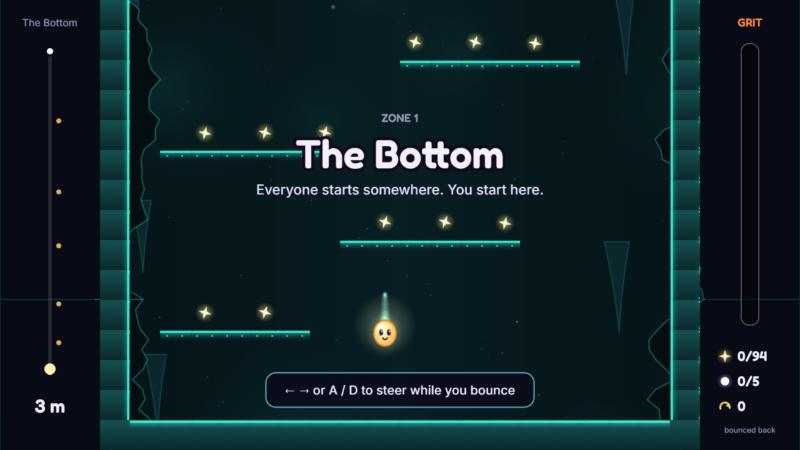 The Bottom
3 m
ZONE 1
The Bottom
Everyone starts somewhere. You start here.
← → or A / D to steer while you bounce
GRIT
0/94
0/5
0
bounced back